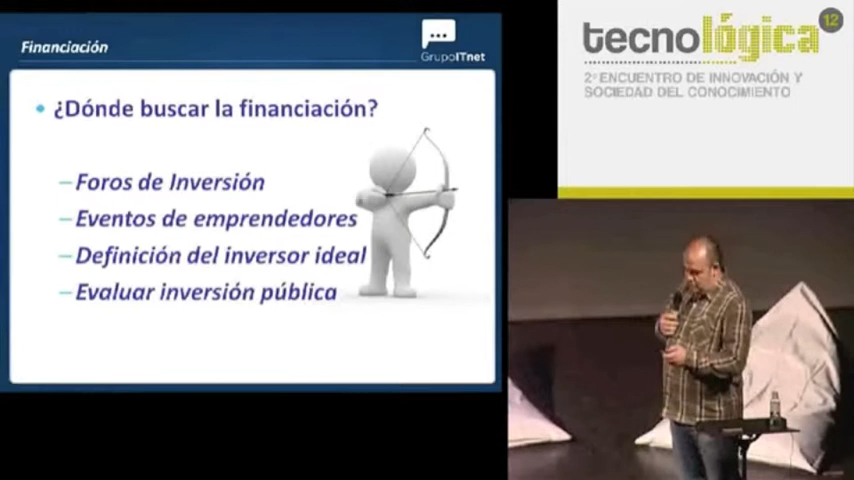 Financiación
GrupoITnet
¿Dónde buscar la financiación?
Foros de Inversión
Eventos de emprendedores
Definición del inversor ideal
Evaluar inversión pública
tecnológica 12
2º ENCUENTRO DE INNOVACIÓN Y
SOCIEDAD DEL CONOCIMIENTO